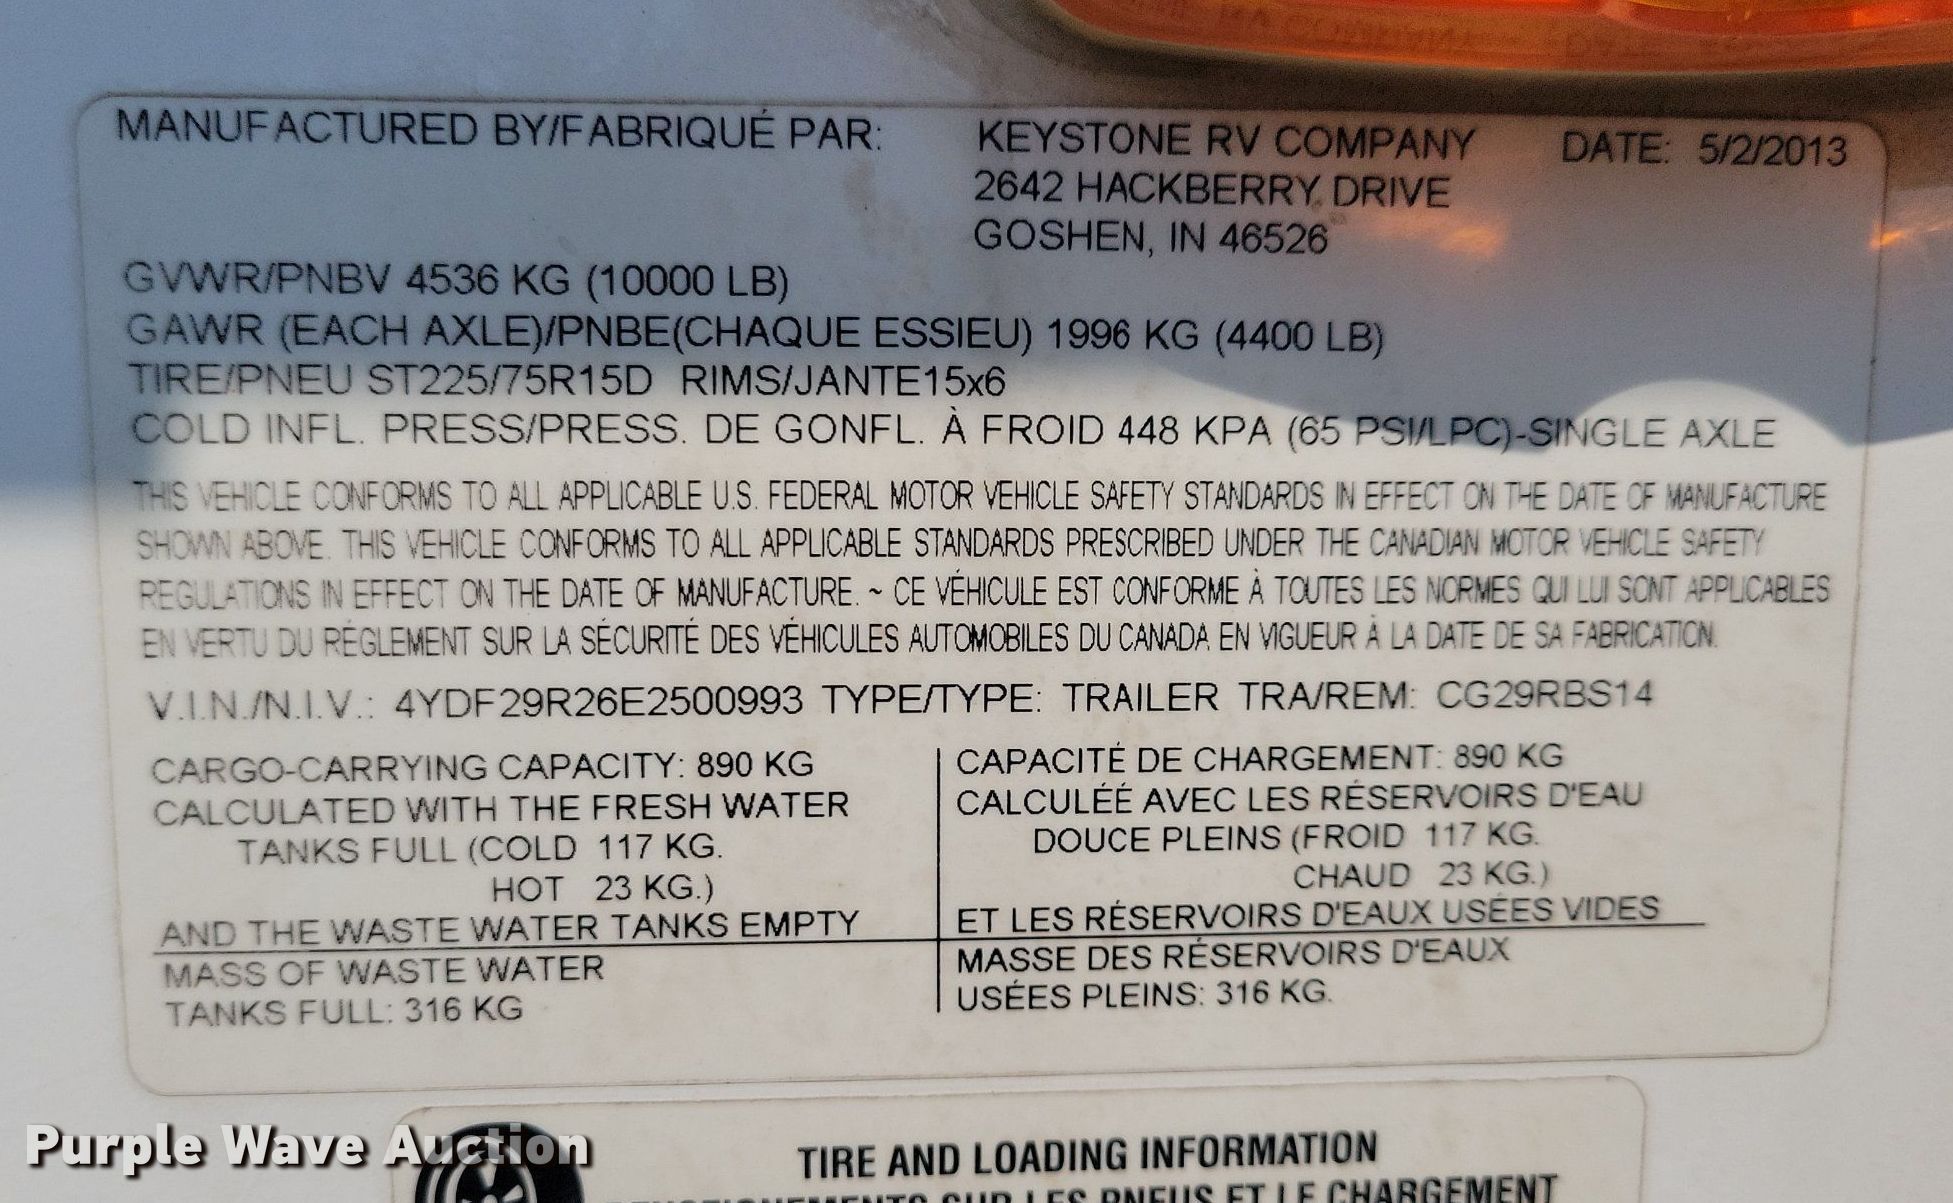 MANUFACTURED BY/FABRIQUÉ PAR: KEYSTONE RV COMPANY DATE: 5/2/2013
2642 HACKBERRY DRIVE
GOSHEN, IN 46526
GVWR/PNBV 4536 KG (10000 LB)
GAWR (EACH AXLE)/PNBE(CHAQUE ESSIEU) 1996 KG (4400 LB)
TIRE/PNEU ST225/75R15D RIMS/JANTE15x6
COLD INFL. PRESS/PRESS. DE GONFL. À FROID 448 KPA (65 PSI/LPC)-SINGLE AXLE
THIS VEHICLE CONFORMS TO ALL APPLICABLE U.S. FEDERAL MOTOR VEHICLE SAFETY STANDARDS IN EFFECT ON THE DATE OF MANUFACTURE
SHOWN ABOVE. THIS VEHICLE CONFORMS TO ALL APPLICABLE STANDARDS PRESCRIBED UNDER THE CANADIAN MOTOR VEHICLE SAFETY
REGULATIONS IN EFFECT ON THE DATE OF MANUFACTURE. ~ CE VÉHICULE EST CONFORME À TOUTES LES NORMES QUI LUI SONT APPLICABLES
EN VERTU DU RÉGLEMENT SUR LA SÉCURITÉ DES VÉHICULES AUTOMOBILES DU CANADA EN VIGUEUR À LA DATE DE SA FABRICATION.
V.I.N./N.I.V.: 4YDF29R26E2500993 TYPE/TYPE: TRAILER TRA/REM: CG29RBS14
CARGO-CARRYING CAPACITY: 890 KG
CALCULATED WITH THE FRESH WATER
TANKS FULL (COLD 117 KG.
HOT 23 KG.)
AND THE WASTE WATER TANKS EMPTY
MASS OF WASTE WATER
TANKS FULL: 316 KG
CAPACITÉ DE CHARGEMENT: 890 KG
CALCULÉÉ AVEC LES RÉSERVOIRS D'EAU
DOUCE PLEINS (FROID 117 KG.
CHAUD 23 KG.)
ET LES RÉSERVOIRS D'EAUX USÉES VIDES
MASSE DES RÉSERVOIRS D'EAUX
USÉES PLEINS: 316 KG.
Purple Wave Auction
TIRE AND LOADING INFORMATION
SUR LES PNEUS ET LE CHARGEMENT